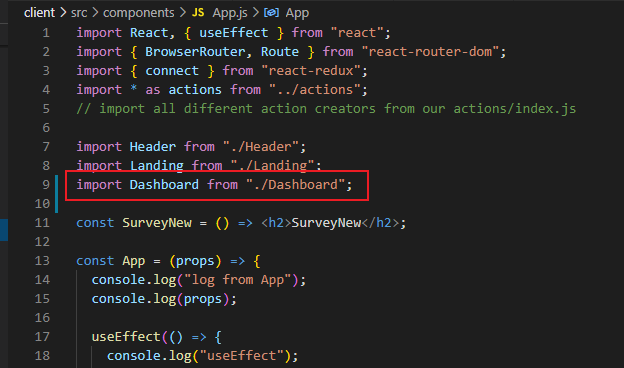 client > src > components > JS App.js > App
1 import React, { useEffect } from "react";
2 import { BrowserRouter, Route } from "react-router-dom";
3 import { connect } from "react-redux";
4 import * as actions from "../actions";
5 // import all different action creators from our actions/index.js
6
7 import Header from "./Header";
8 import Landing from "./Landing";
9 import Dashboard from "./Dashboard";
10
11 const SurveyNew = () => <h2>SurveyNew</h2>;
12
13 const App = (props) => {
14 console.log("log from App");
15 console.log(props);
16
17 useEffect(() => {
18 console.log("useEffect");